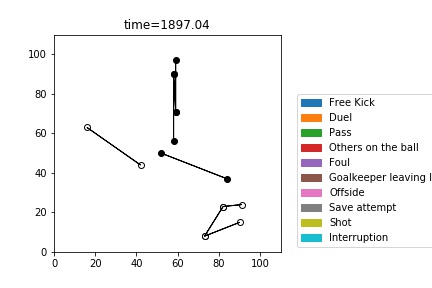 time=1897.04
100
80
60
40
20
0
0 20 40 60 80 100
Free Kick
Duel
Pass
Others on the ball
Foul
Goalkeeper leaving l
Offside
Save attempt
Shot
Interruption